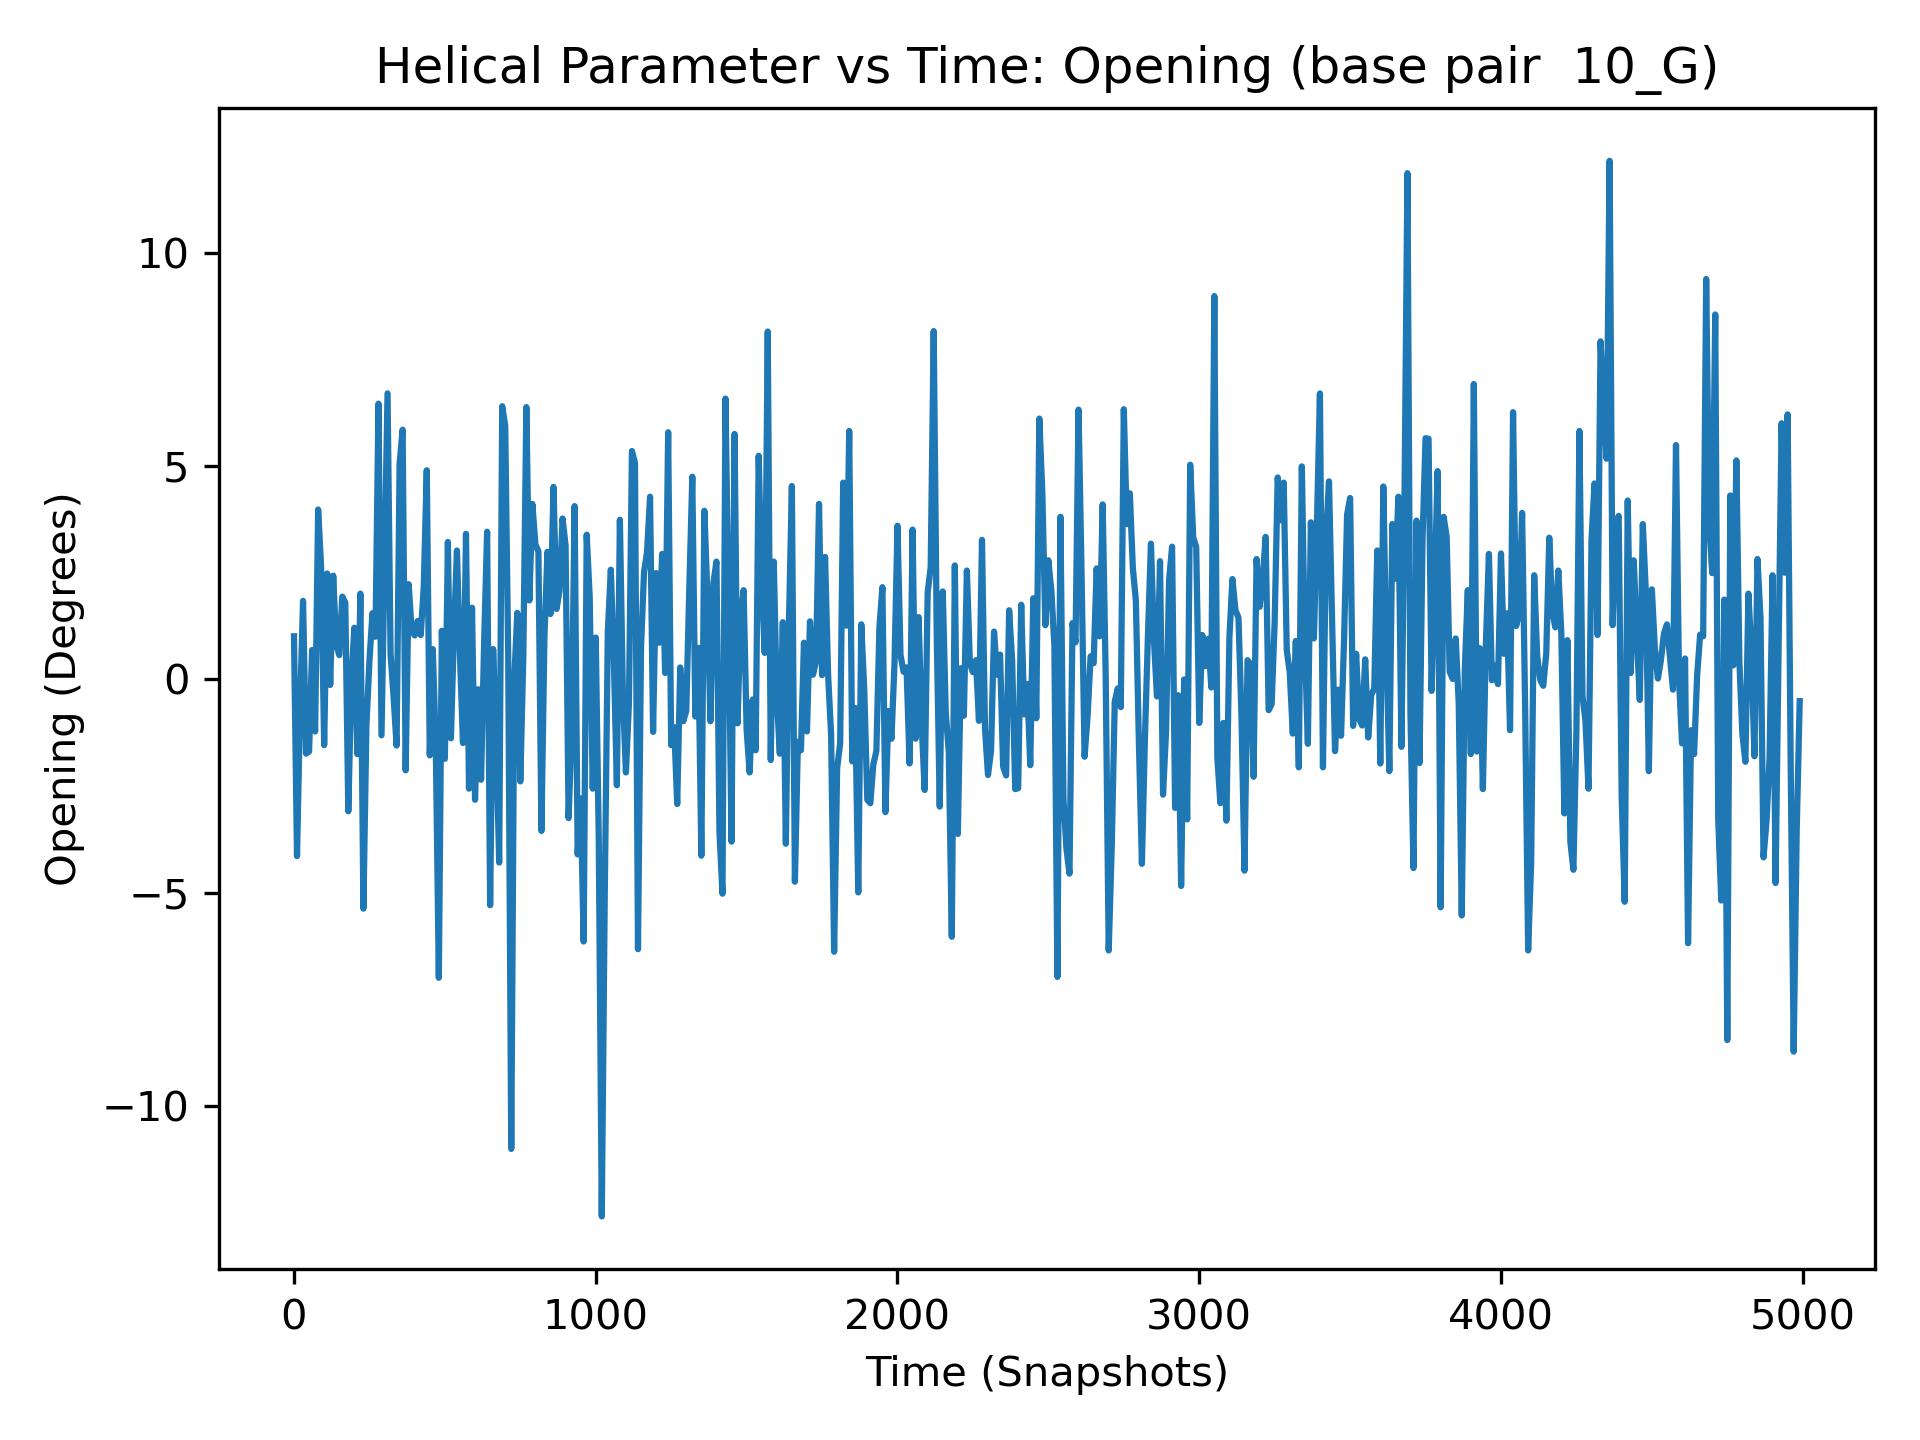 Helical Parameter vs Time: Opening (base pair  10_G)
10
5
0
−5
−10
Opening (Degrees)
0 1000 2000 3000 4000 5000
Time (Snapshots)